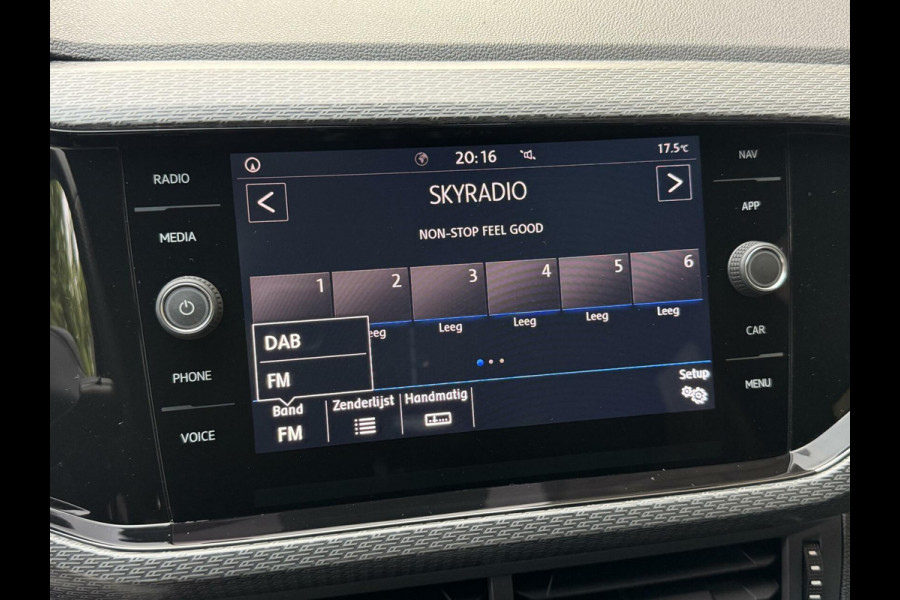 RADIO
MEDIA
PHONE
VOICE
20:16
17.5°C
<
SKYRADIO
>
NON-STOP FEEL GOOD
1 2 3 4 5 6
eeg Leeg Leeg Leeg Leeg
DAB
FM
Band Zenderlijst Handmatig Setup
FM
NAV
APP
CAR
MENU